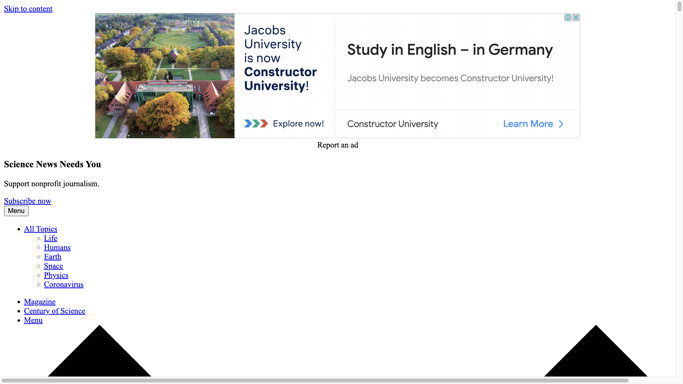 Skip to content
Jacobs
University
is now
Constructor
University!
Explore now!
Study in English – in Germany
Jacobs University becomes Constructor University!
Constructor University
Learn More
Report an ad
Science News Needs You
Support nonprofit journalism.
Subscribe now
Menu
All Topics
Life
Humans
Earth
Space
Physics
Coronavirus
Magazine
Century of Science
Menu